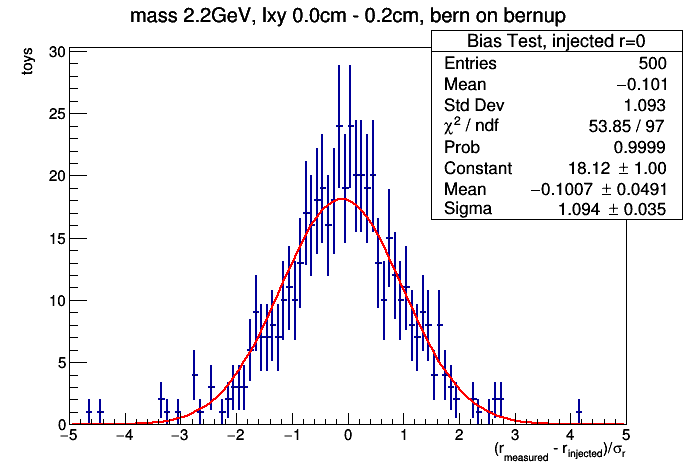 mass 2.2GeV, lxy 0.0cm - 0.2cm, bern on bernup
Bias Test, injected r=0
Entries 500
Mean −0.101
Std Dev 1.093
χ² / ndf 53.85 / 97
Prob 0.9999
Constant 18.12 ± 1.00
Mean −0.1007 ± 0.0491
Sigma 1.094 ± 0.035
toys
30
25
20
15
10
5
0
−5 −4 −3 −2 −1 0 1 2 3 4 5
(r_measured - r_injected)/σ_r